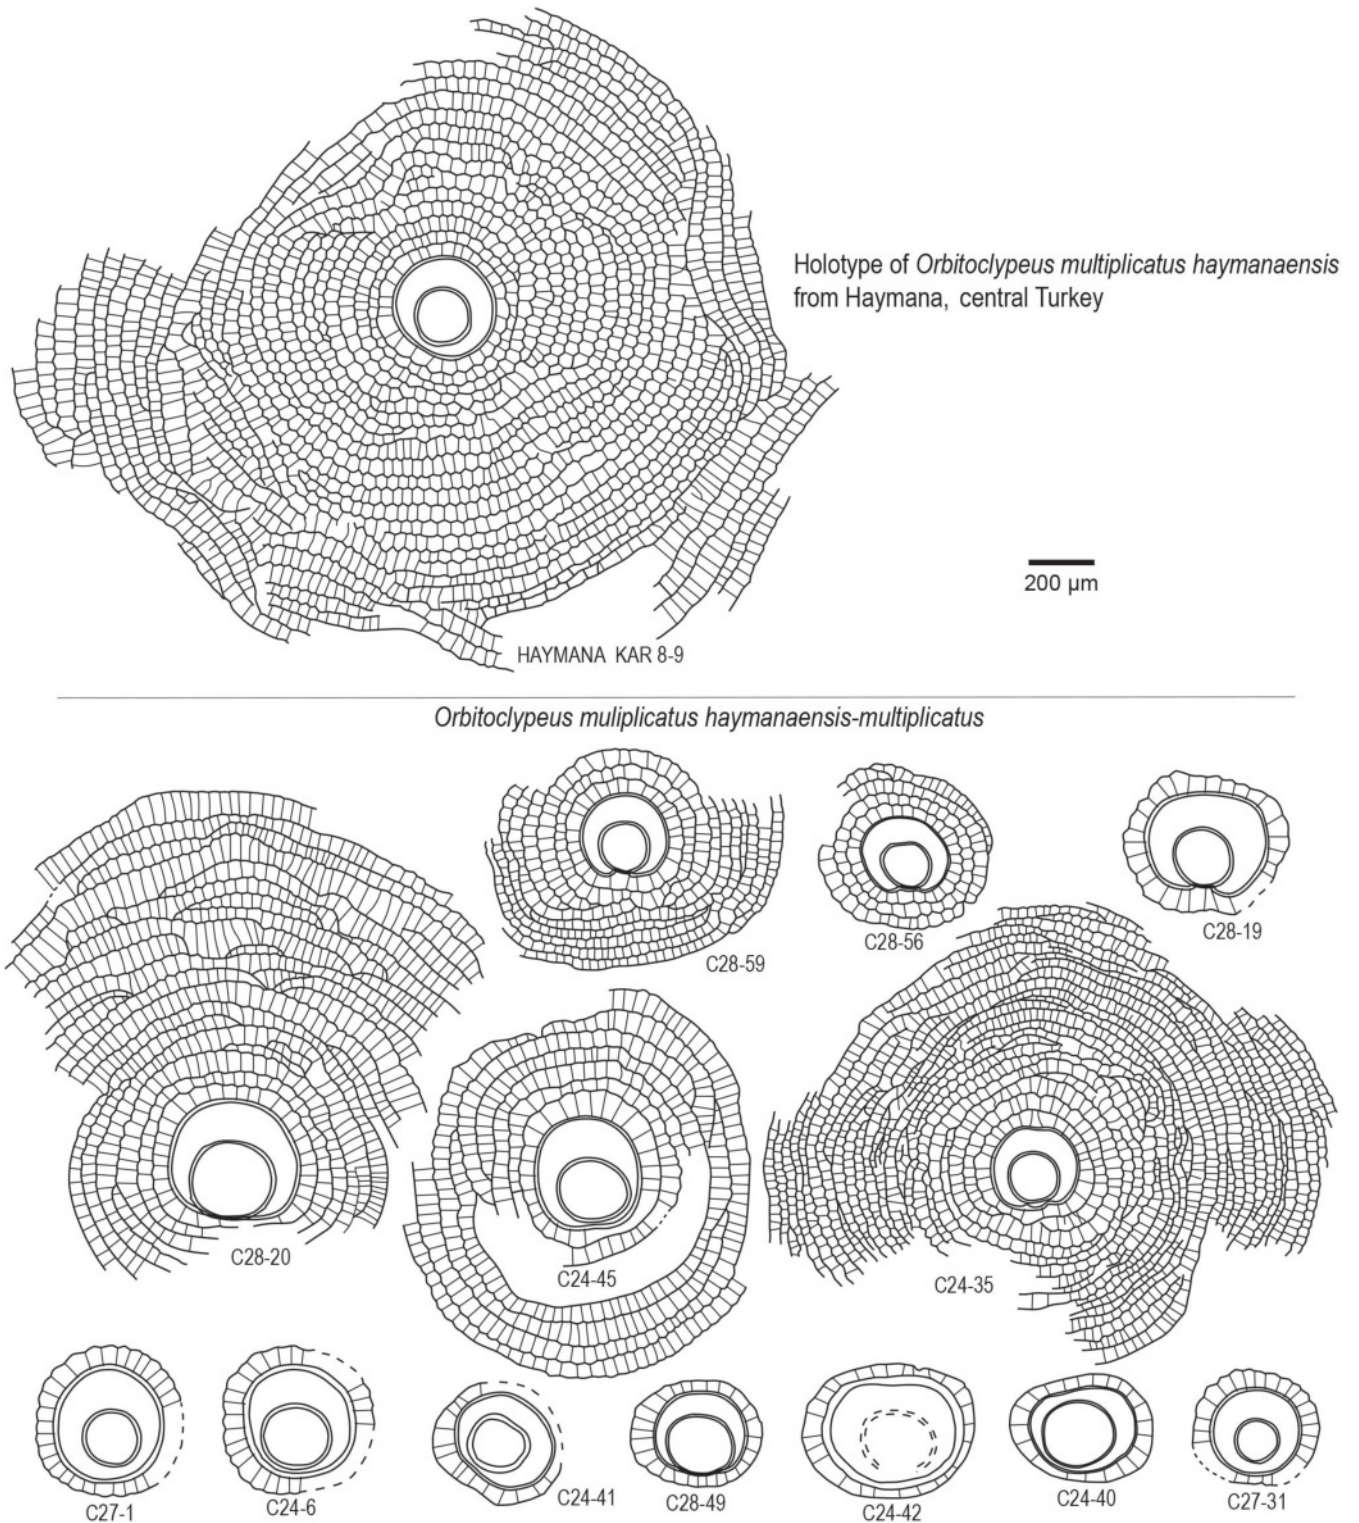 Holotype of Orbitoclypeus multiplicatus haymanaensis
from Haymana, central Turkey
200 µm
HAYMANA KAR 8-9
Orbitoclypeus muliplicatus haymanaensis-multiplicatus
C28-59
C28-56
C28-19
C28-20
C24-45
C24-35
C27-1
C24-6
C24-41
C28-49
C24-42
C24-40
C27-31